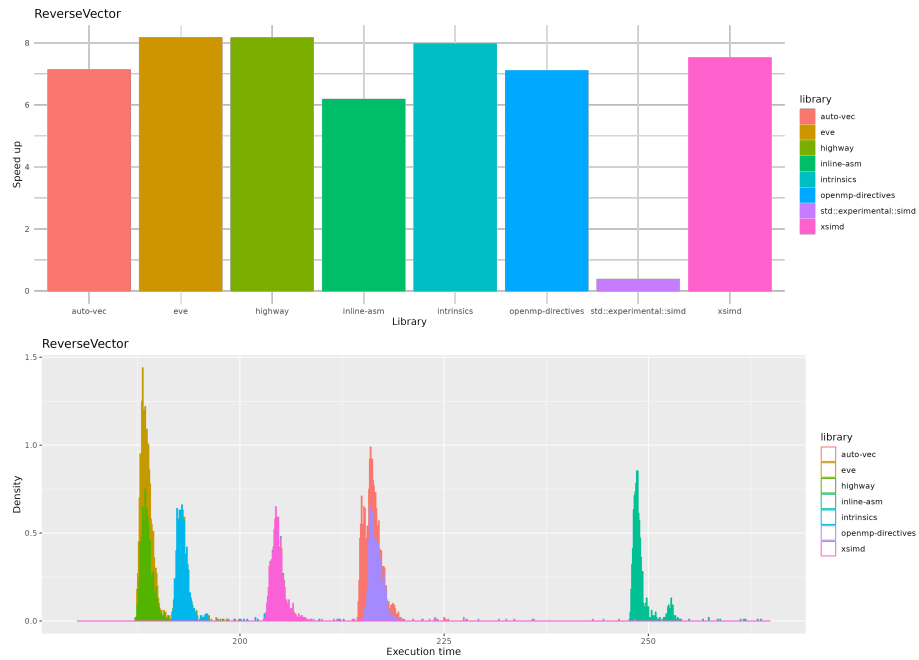 ReverseVector
8
6
4
2
0
Speed up
auto-vec eve highway inline-asm intrinsics openmp-directives std::experimental::simd xsimd
Library
library
auto-vec
eve
highway
inline-asm
intrinsics
openmp-directives
std::experimental::simd
xsimd
ReverseVector
1.5
1.0
0.5
0.0
Density
200 225 250
Execution time
library
auto-vec
eve
highway
inline-asm
intrinsics
openmp-directives
xsimd